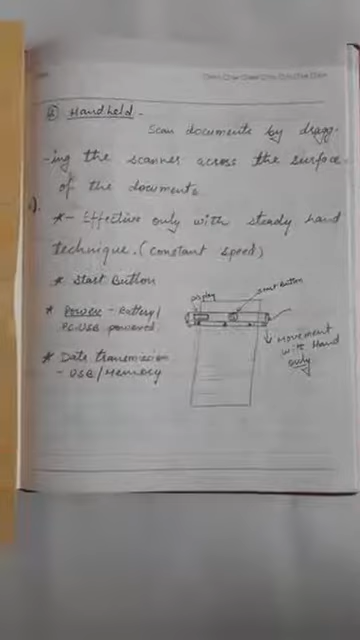 Handheld -
Scan documents by dragg-
-ing the scanner across the surface
of the documents.
* - Effective only with steady hand
technique. (constant speed)
* Start Button
* Power - Battery/
PC-USB powered
* Data transmission
- USB/Memory
Display
Start Button
Movement
with Hand
only